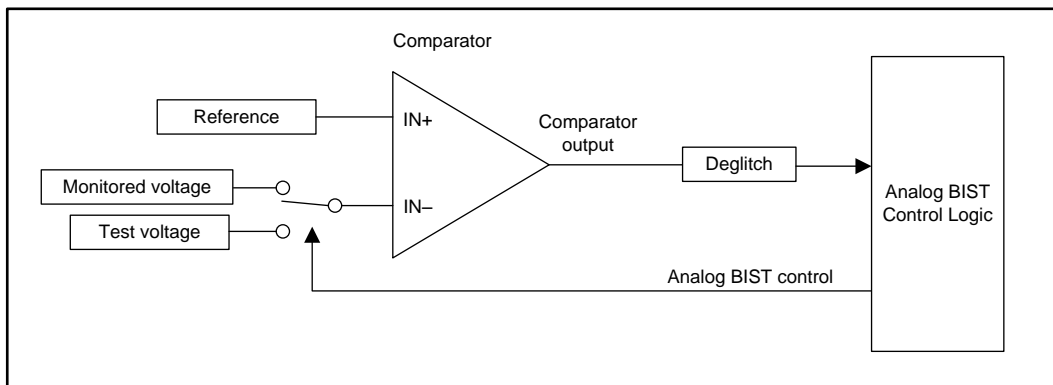 Comparator
Reference
IN+
Comparator
output
Monitored voltage
Deglitch
Analog BIST
Control Logic
IN–
Test voltage
Analog BIST control